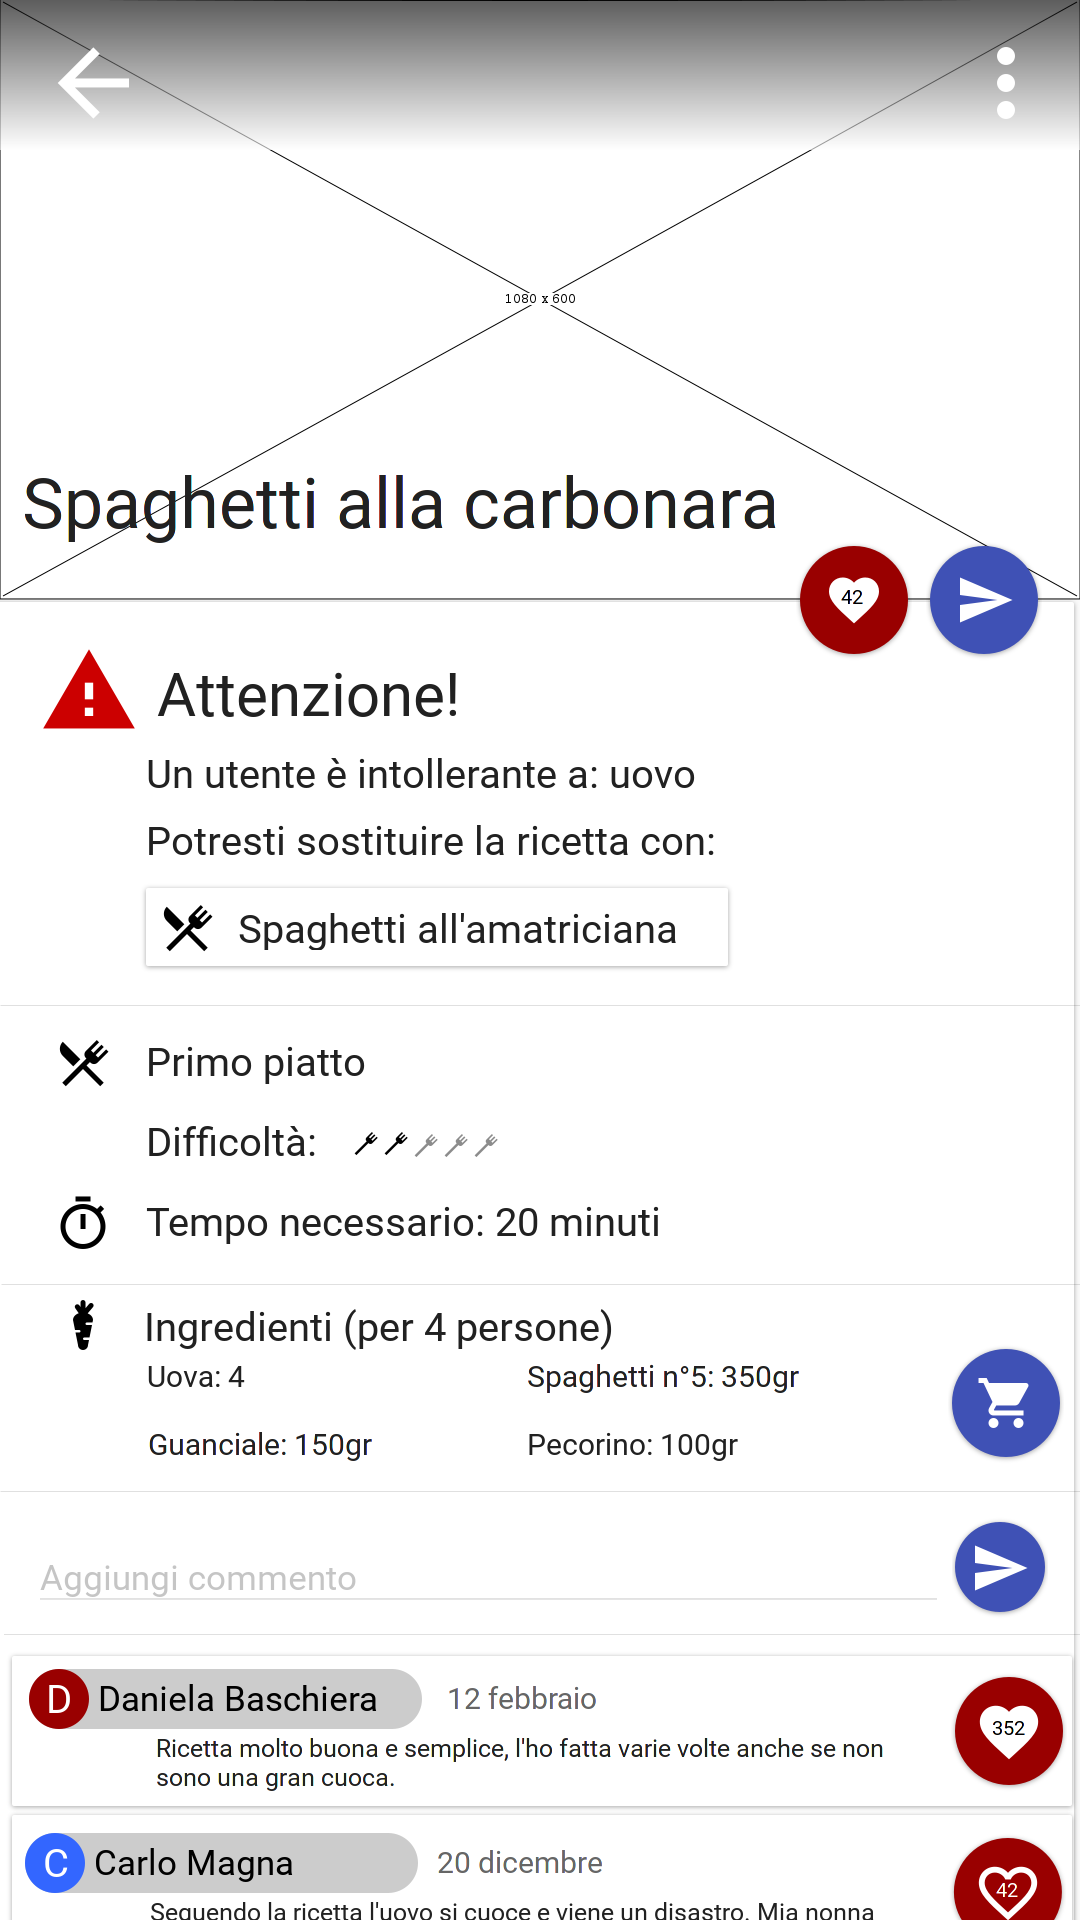 1080 x 600
Spaghetti alla carbonara
42
Attenzione!
Un utente è intollerante a: uovo
Potresti sostituire la ricetta con:
Spaghetti all'amatriciana
Primo piatto
Difficoltà:
Tempo necessario: 20 minuti
Ingredienti (per 4 persone)
Uova: 4 Spaghetti n°5: 350gr
Guanciale: 150gr Pecorino: 100gr
Aggiungi commento
D Daniela Baschiera 12 febbraio
352
Ricetta molto buona e semplice, l'ho fatta varie volte anche se non
sono una gran cuoca.
C Carlo Magna 20 dicembre
42
Seguendo la ricetta l'uovo si cuoce e viene un disastro. Mia nonna